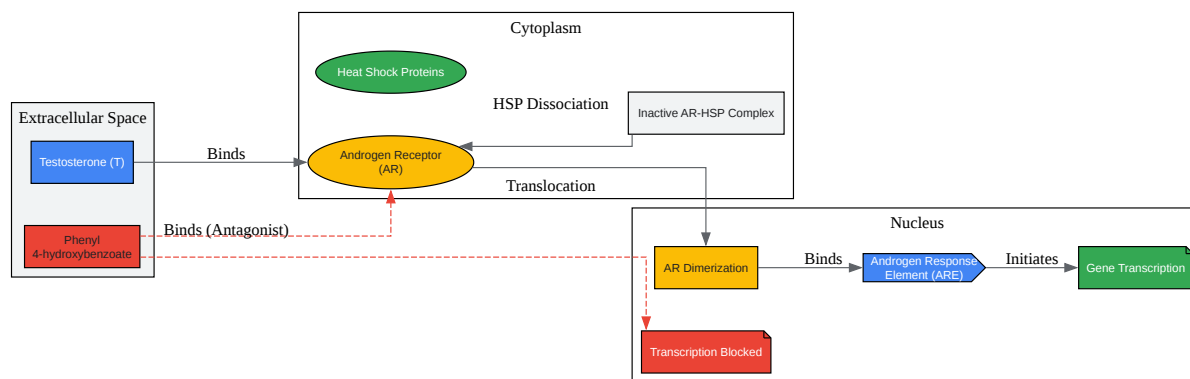 Cytoplasm
Heat Shock Proteins
HSP Dissociation
Inactive AR-HSP Complex
Extracellular Space
Testosterone (T)
Binds
Androgen Receptor
(AR)
Translocation
Phenyl
4-hydroxybenzoate
Binds (Antagonist)
Nucleus
AR Dimerization
Binds
Androgen Response
Element (ARE)
Initiates
Gene Transcription
Transcription Blocked